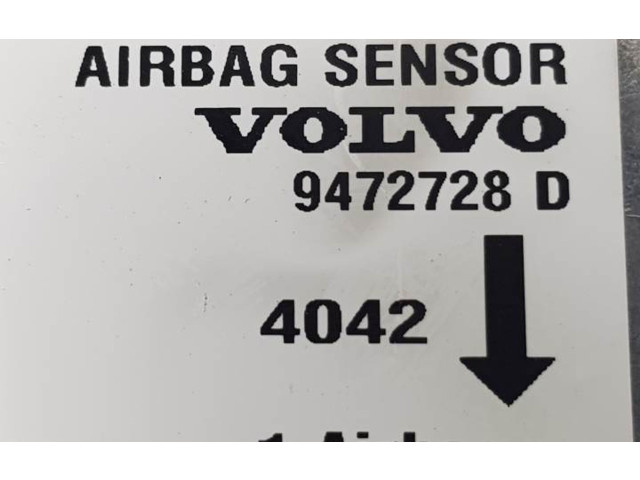 AIRBAG SENSOR
VOLVO
9472728 D
4042